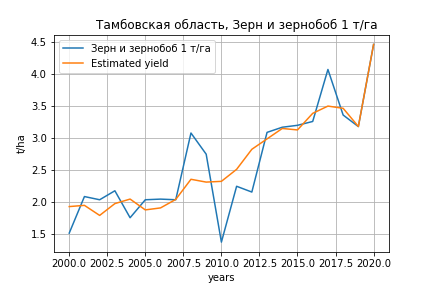 Тамбовская область, Зерн и зернобоб 1 т/га
Зерн и зернобоб 1 т/га
Estimated yield
4.5
4.0
3.5
3.0
2.5
2.0
1.5
t/ha
2000.0 2002.5 2005.0 2007.5 2010.0 2012.5 2015.0 2017.5 2020.0
years